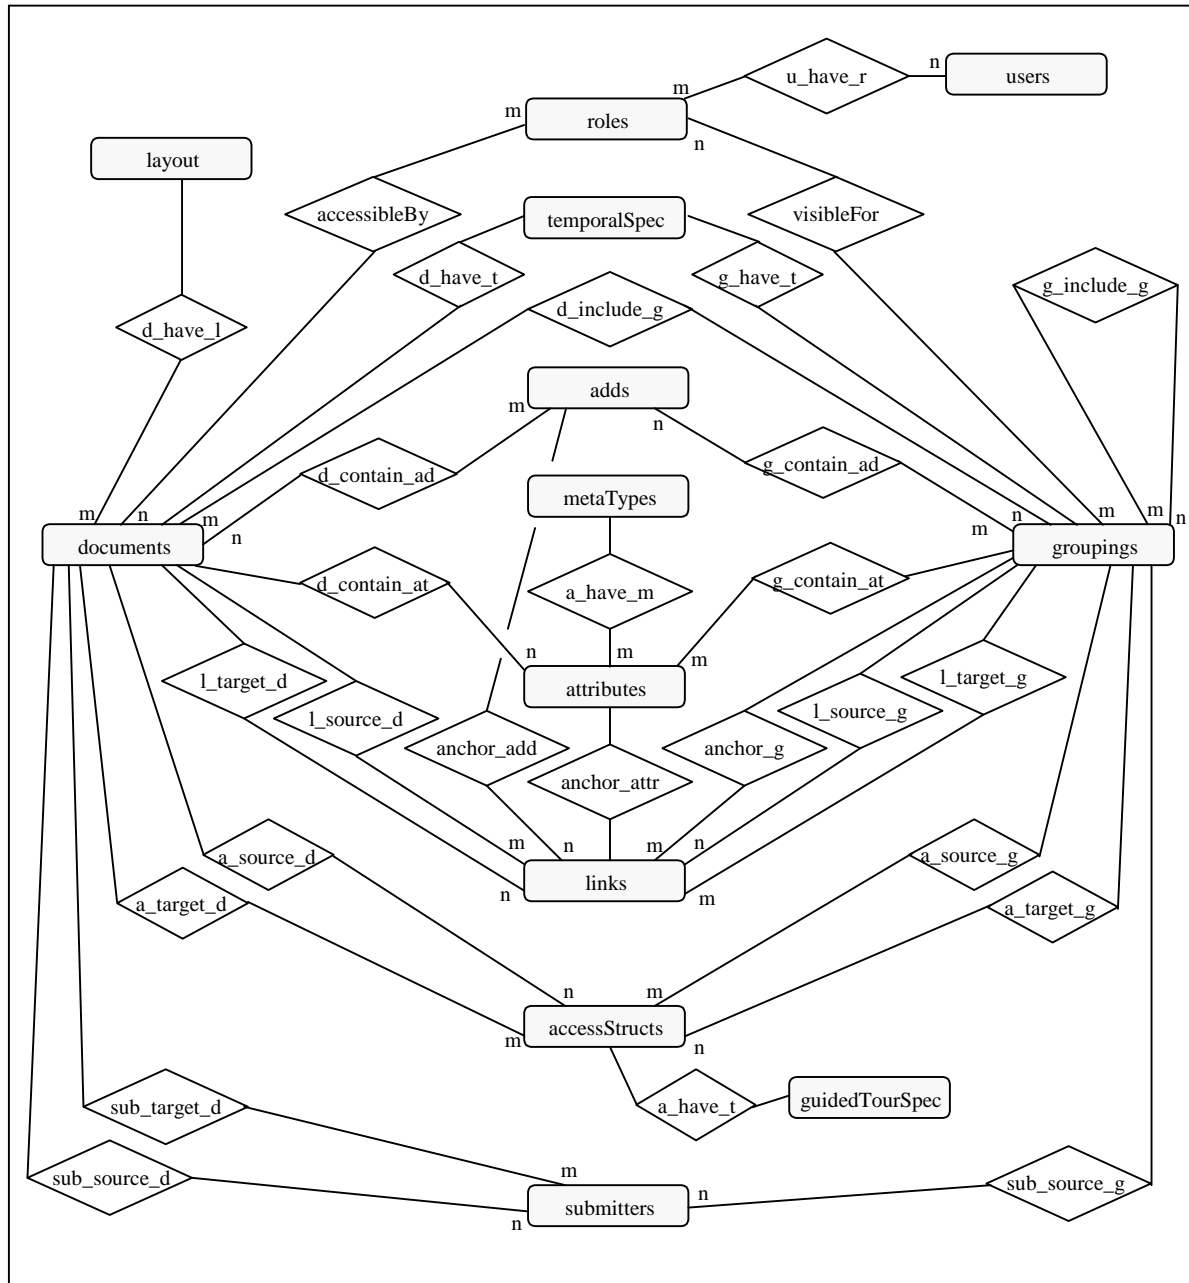 u_have_r
n
users
m
m
roles
n
layout
accessibleBy
temporalSpec
visibleFor
d_have_t
g_have_t
g_include_g
d_include_g
d_have_l
adds
m
n
d_contain_ad
g_contain_ad
metaTypes
m
n
m
n
documents
m
n
m
m
n
groupings
d_contain_at
a_have_m
g_contain_at
n
m
m
l_target_d
attributes
l_target_g
l_source_d
l_source_g
anchor_add
anchor_g
anchor_attr
m
n
m
n
a_source_d
a_source_g
links
n
m
a_target_d
a_target_g
n
m
accessStructs
m
n
a_have_t
guidedTourSpec
sub_target_d
sub_source_d
m
n
sub_source_g
submitters
n